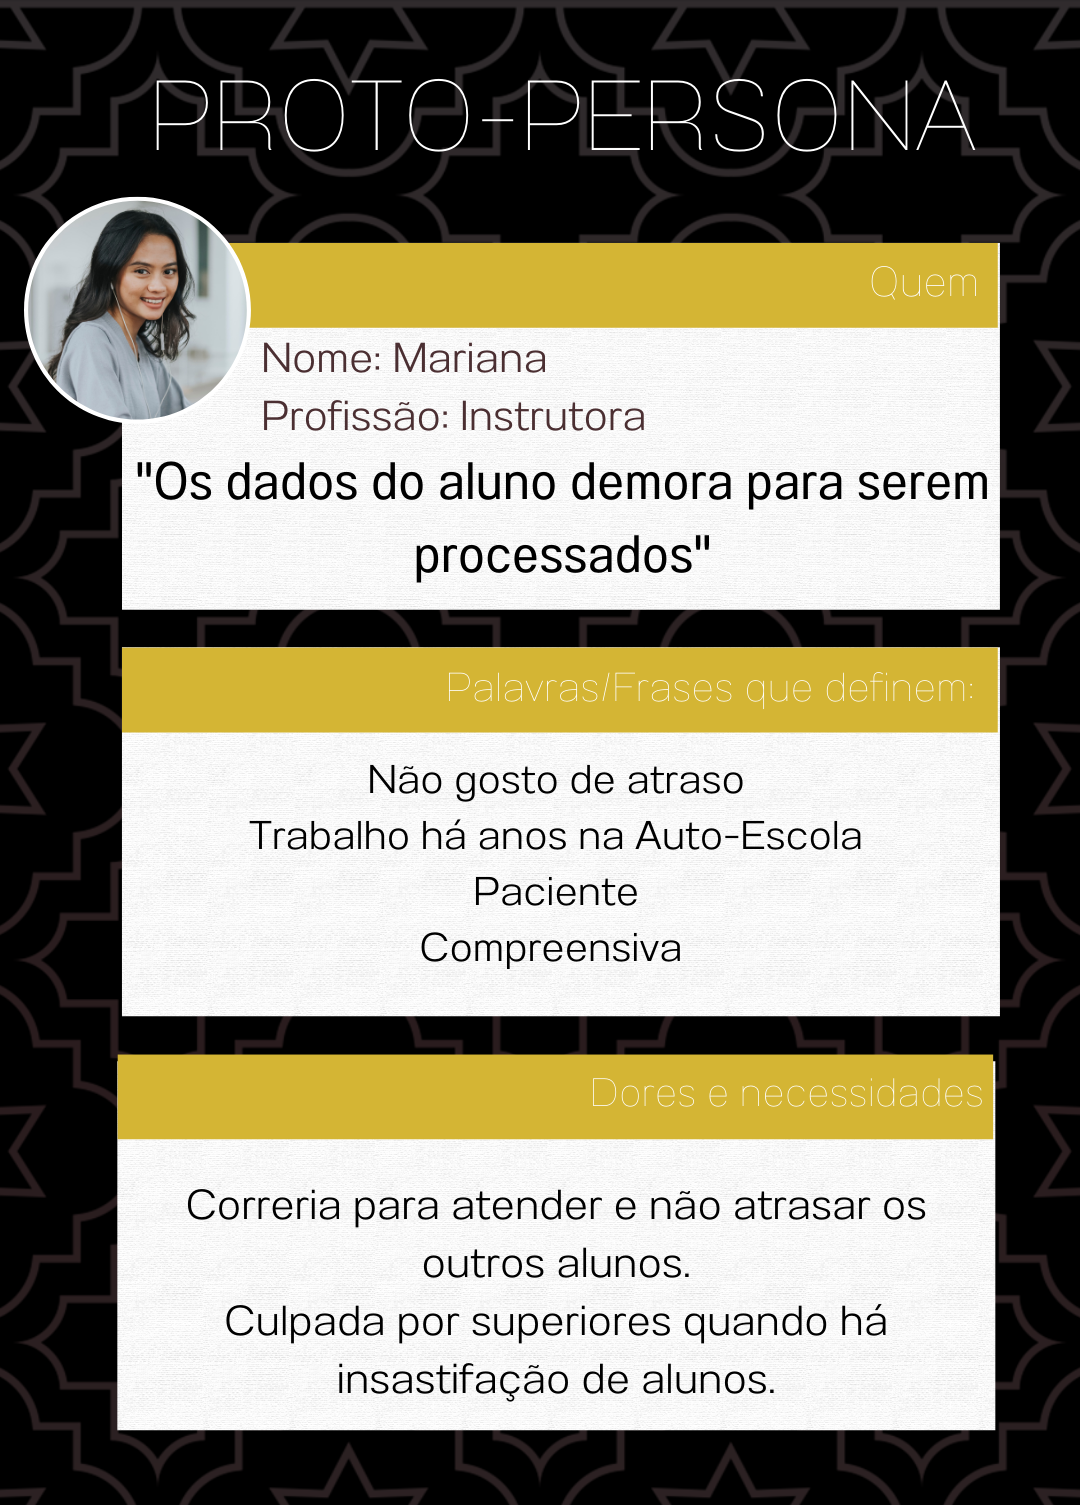 PROTO-PERSONA
Quem
Nome: Mariana
Profissão: Instrutora
"Os dados do aluno demora para serem
processados"
Palavras/Frases que definem:
Não gosto de atraso
Trabalho há anos na Auto-Escola
Paciente
Compreensiva
Dores e necessidades
Correria para atender e não atrasar os
outros alunos.
Culpada por superiores quando há
insastifação de alunos.